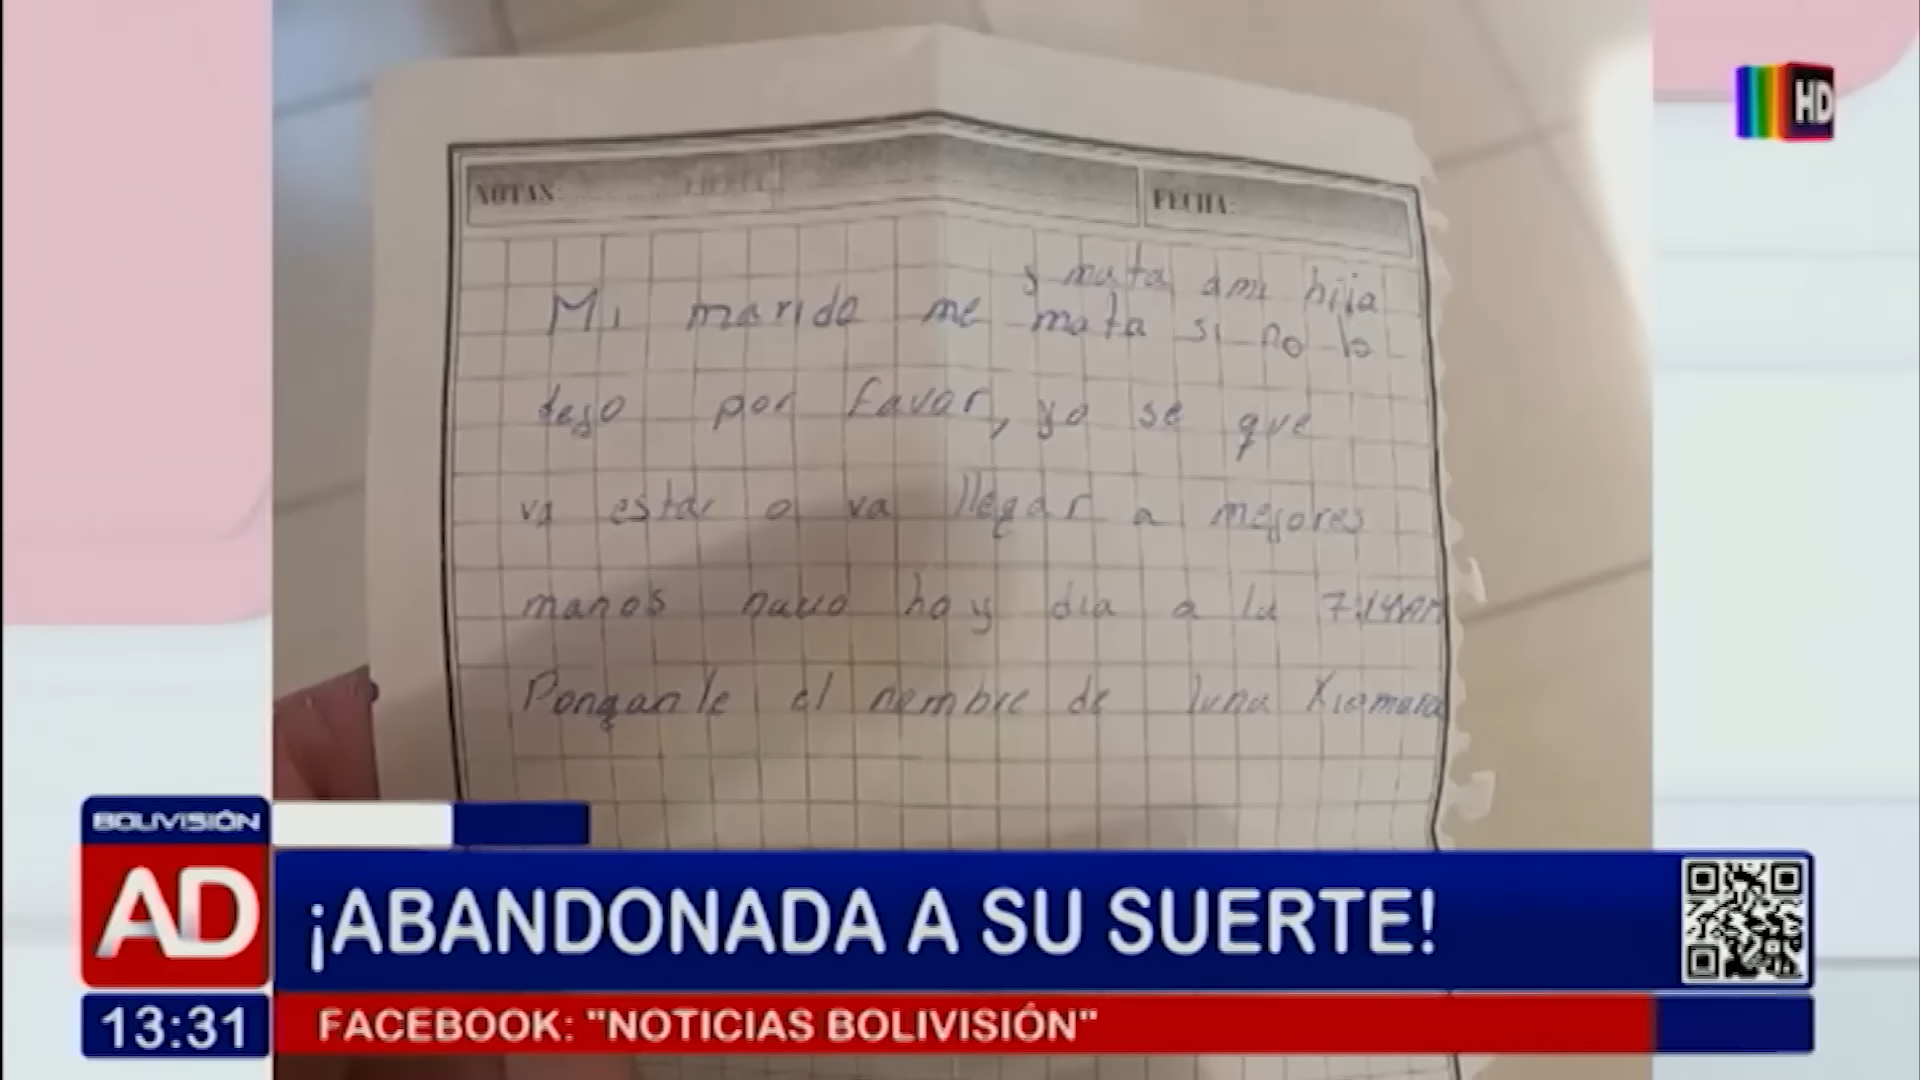 HD
NOTAS:
FECHA:
y mata ami hija
Mi marido me mata si no lo
dejo por favor, yo se que
va estar o va llegar a mejores
manos nacio hoy dia a la 7:14AM
Ponganle el nombre de luna Xiomara
BOLIVISIÓN
AD
¡ABANDONADA A SU SUERTE!
13:31
FACEBOOK: "NOTICIAS BOLIVISIÓN"